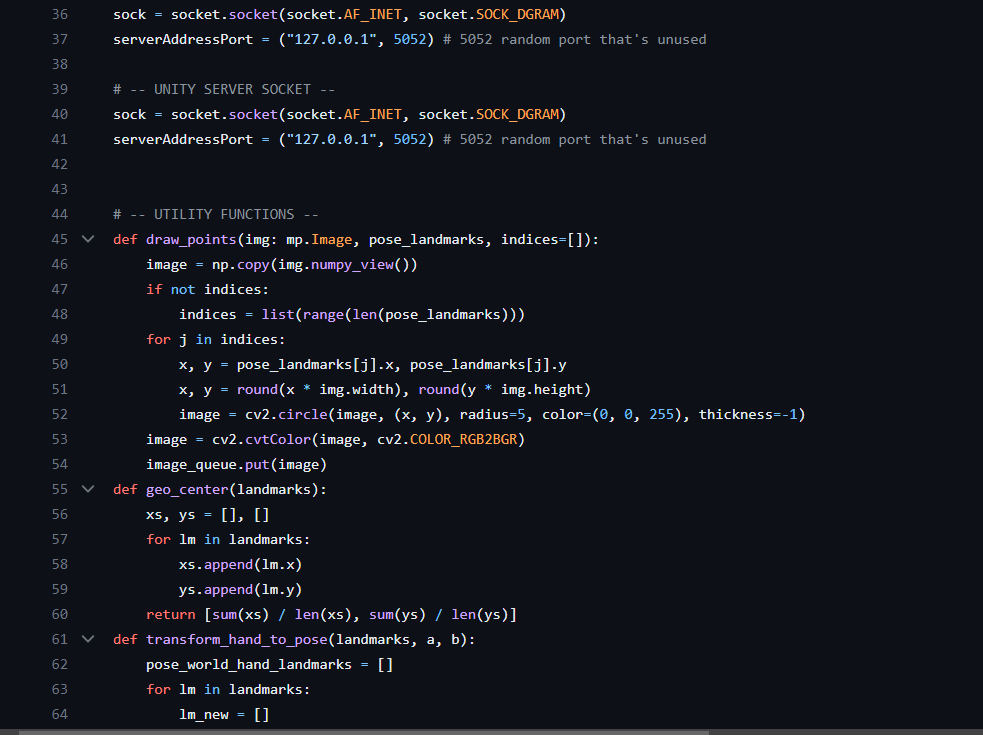 36 sock = socket.socket(socket.AF_INET, socket.SOCK_DGRAM)
37 serverAddressPort = ("127.0.0.1", 5052) # 5052 random port that's unused
38
39 # -- UNITY SERVER SOCKET --
40 sock = socket.socket(socket.AF_INET, socket.SOCK_DGRAM)
41 serverAddressPort = ("127.0.0.1", 5052) # 5052 random port that's unused
42
43
44 # -- UTILITY FUNCTIONS --
45 def draw_points(img: mp.Image, pose_landmarks, indices=[]):
46     image = np.copy(img.numpy_view())
47     if not indices:
48         indices = list(range(len(pose_landmarks)))
49     for j in indices:
50         x, y = pose_landmarks[j].x, pose_landmarks[j].y
51         x, y = round(x * img.width), round(y * img.height)
52         image = cv2.circle(image, (x, y), radius=5, color=(0, 0, 255), thickness=-1)
53     image = cv2.cvtColor(image, cv2.COLOR_RGB2BGR)
54     image_queue.put(image)
55 def geo_center(landmarks):
56     xs, ys = [], []
57     for lm in landmarks:
58         xs.append(lm.x)
59         ys.append(lm.y)
60     return [sum(xs) / len(xs), sum(ys) / len(ys)]
61 def transform_hand_to_pose(landmarks, a, b):
62     pose_world_hand_landmarks = []
63     for lm in landmarks:
64         lm_new = []